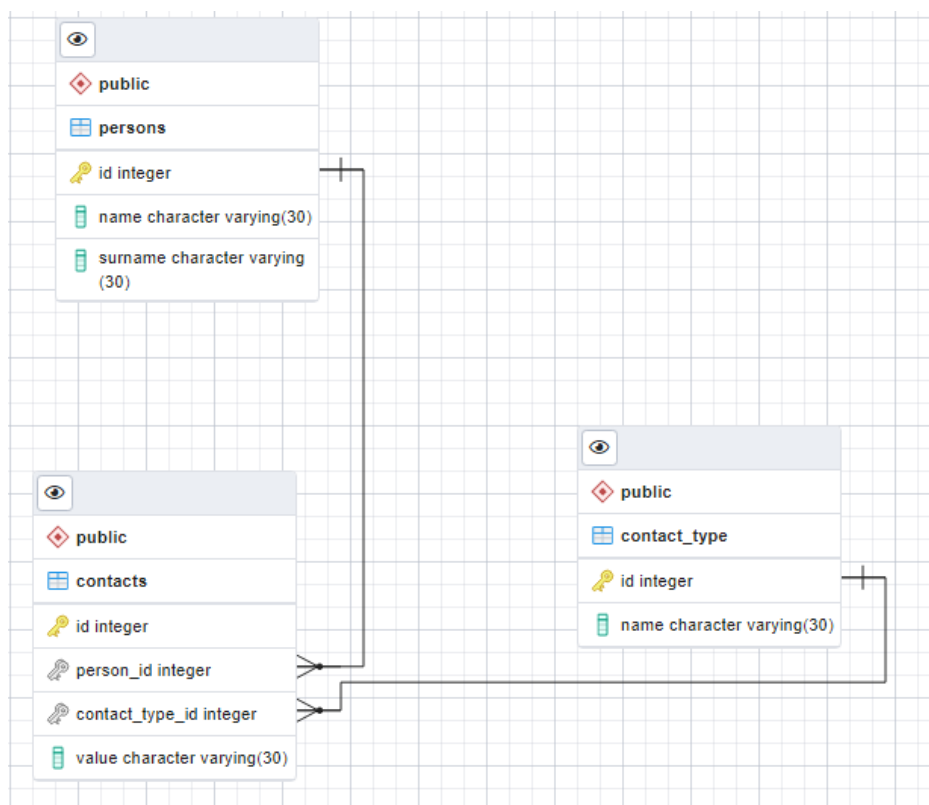 public
persons
id integer
name character varying(30)
surname character varying
(30)
public
contacts
id integer
person_id integer
contact_type_id integer
value character varying(30)
public
contact_type
id integer
name character varying(30)